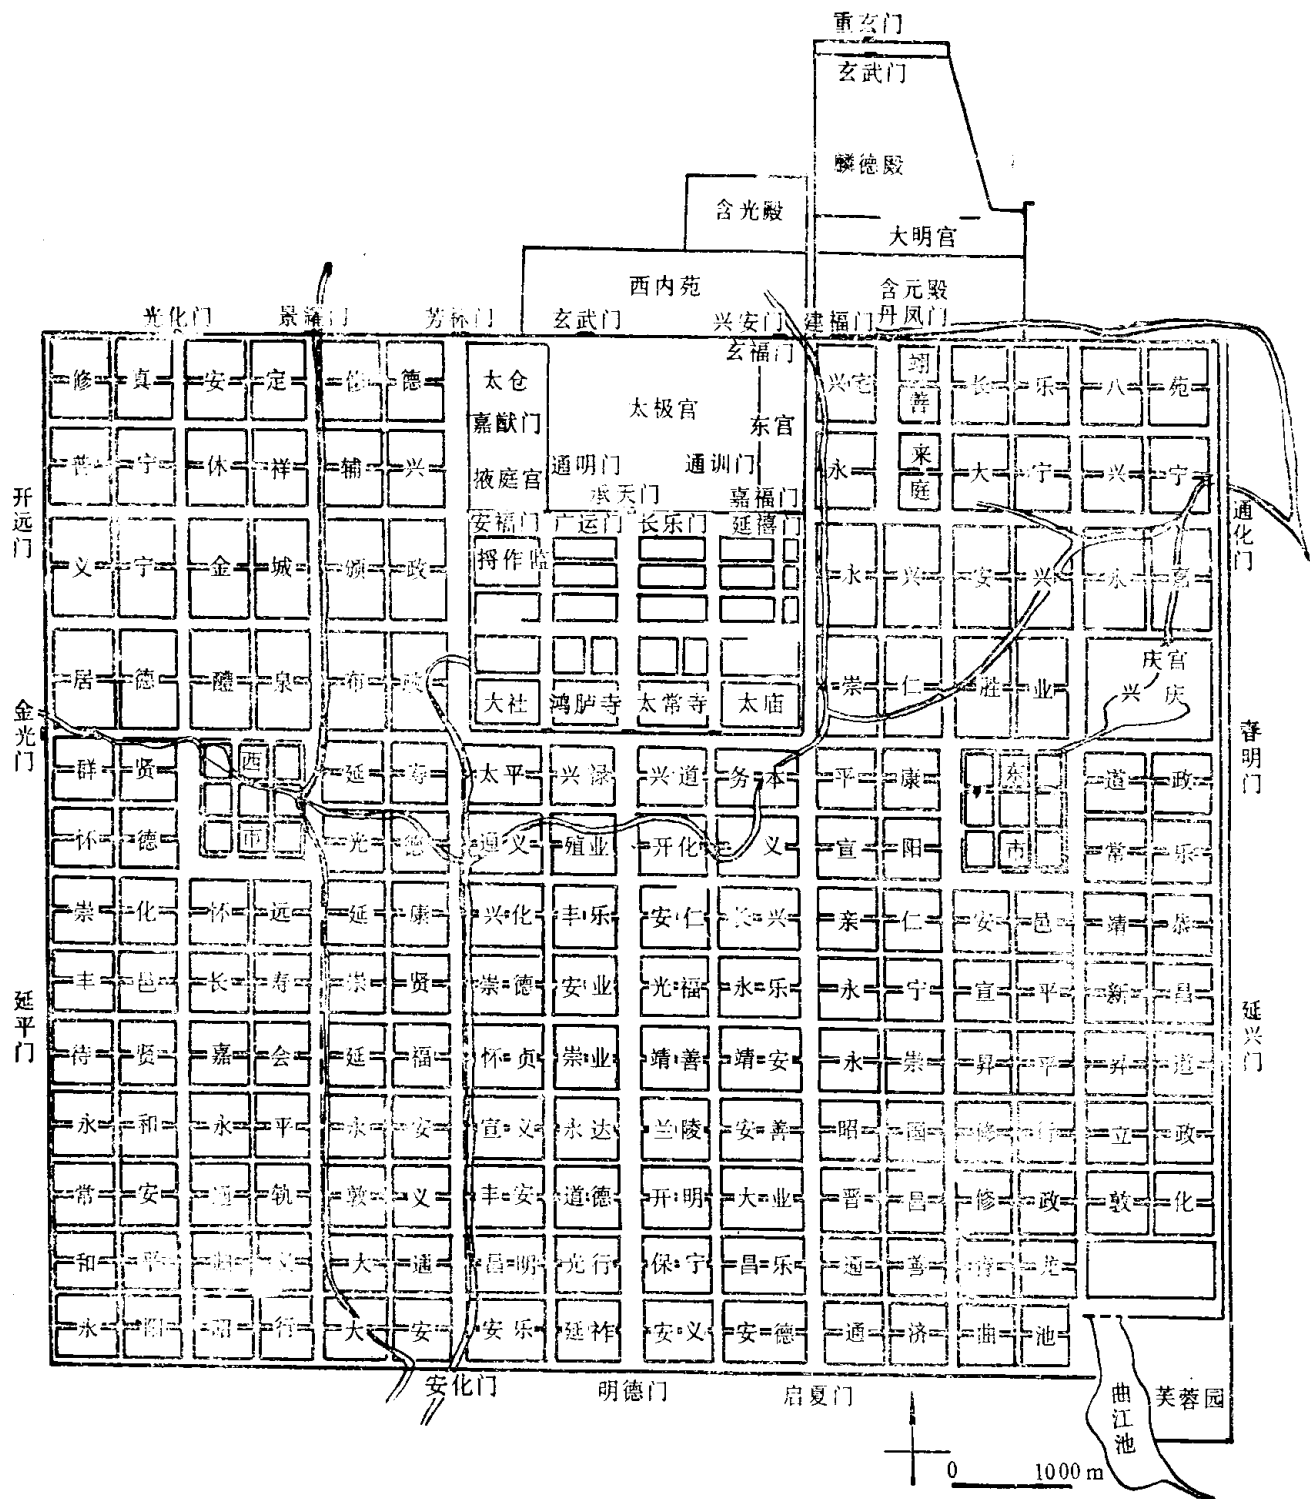 重玄门
玄武门
麟德殿
含光殿
大明宫
西内苑
含元殿
丹凤门
光化门
景耀门
芳林门
玄武门
兴安门
建福门
玄福门
修真
安定
修德
太仓
太极宫
东宫
嘉猷门
兴宅
翊善
长乐
八苑
普宁
休祥
辅兴
掖庭宫
通明门
通训门
承天门
嘉福门
永
来庭
大宁
兴宁
开远门
通化门
安福门
广运门
长乐门
延禧门
义宁
金城
颁政
捋作监
永兴
安兴
永
居德
醴泉
布政
大社
鸿胪寺
太常寺
太庙
崇仁
胜业
兴庆
庆宫
金光门
春明门
群贤
西市
延寿
太平
兴禄
兴道
务本
平康
东市
道政
怀德
光德
通义
殖业
开化
义
宣阳
常乐
崇化
怀远
延康
兴化
丰乐
安仁
长兴
亲仁
安邑
靖恭
延平门
延兴门
丰邑
长寿
崇贤
崇德
安业
光福
永乐
永宁
宣平
新昌
待贤
嘉会
延福
怀贞
崇业
靖善
靖安
永崇
昇平
昇道
永和
永平
永安
宣义
永达
兰陵
安善
昭国
修行
立政
常安
通轨
敦义
丰安
道德
开明
大业
晋昌
修政
敦化
和平
归义
大通
昌明
光行
保宁
昌乐
通善
青龙
永阳
昭行
大安
安乐
延祚
安义
安德
通济
曲池
安化门
明德门
启夏门
曲江池
芙蓉园
0
1000 m